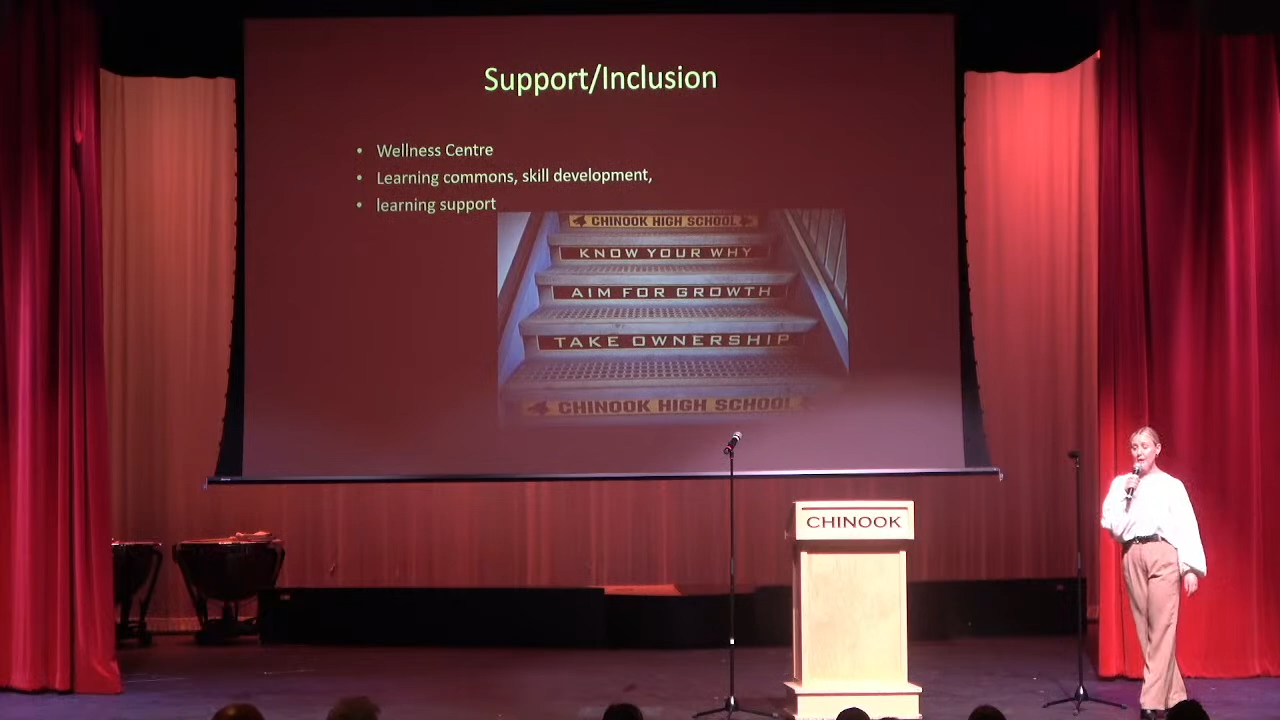 Support/Inclusion
• Wellness Centre
• Learning commons, skill development,
• learning support
CHINOOK HIGH SCHOOL
KNOW YOUR WHY
AIM FOR GROWTH
TAKE OWNERSHIP
CHINOOK HIGH SCHOOL
CHINOOK